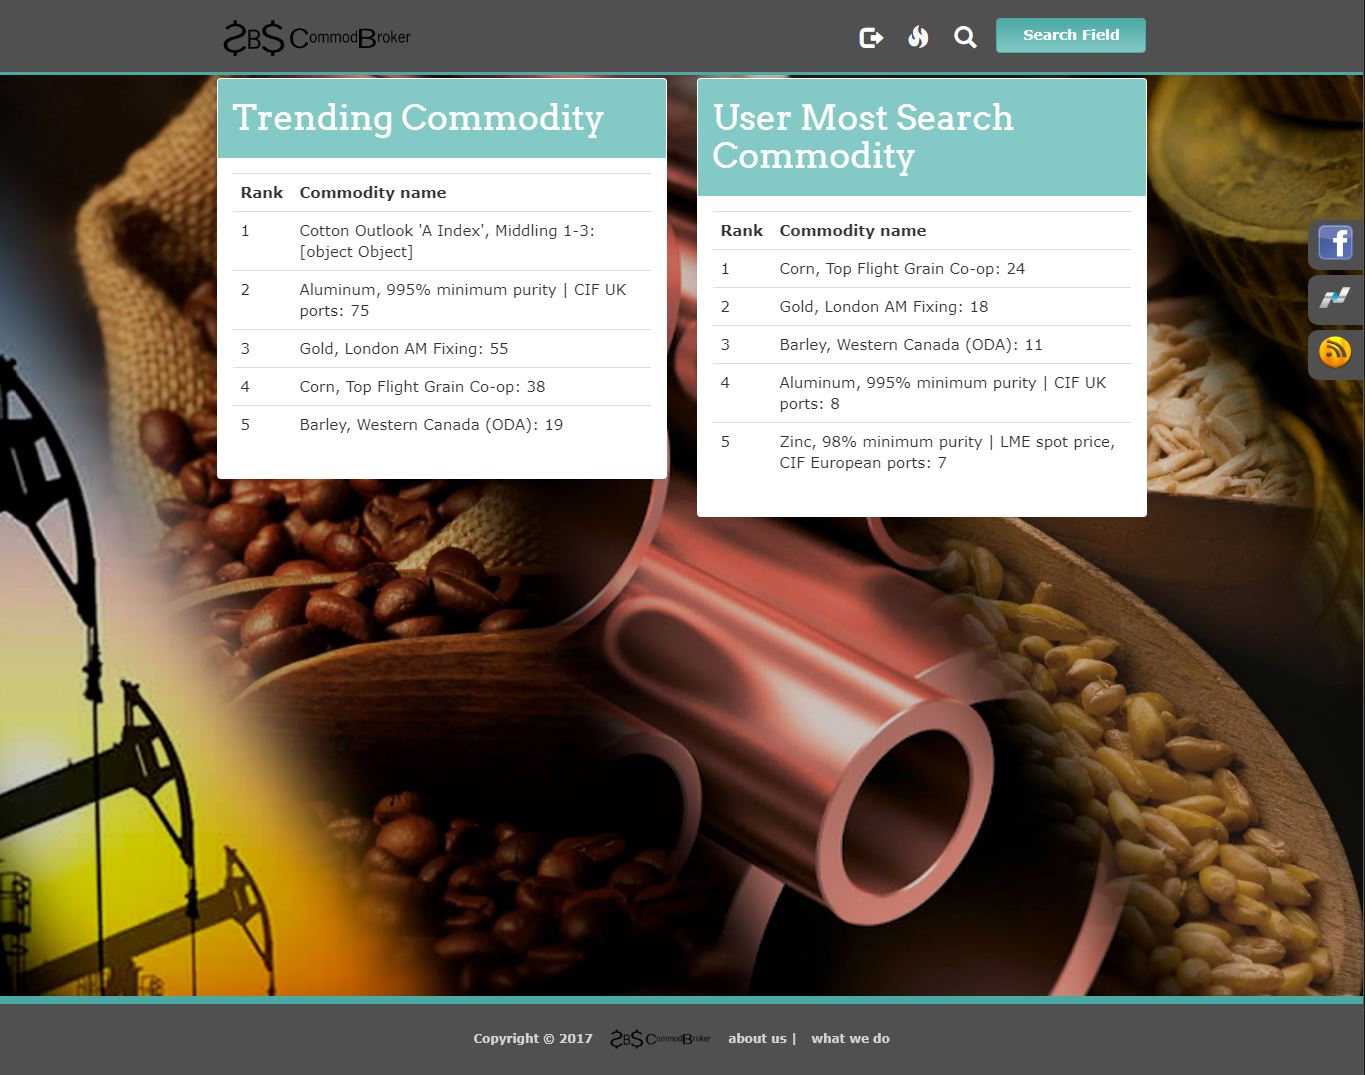 SBS CommodBroker
Search Field
Trending Commodity
Rank Commodity name
1 Cotton Outlook 'A Index', Middling 1-3:
[object Object]
2 Aluminum, 995% minimum purity | CIF UK
ports: 75
3 Gold, London AM Fixing: 55
4 Corn, Top Flight Grain Co-op: 38
5 Barley, Western Canada (ODA): 19
User Most Search
Commodity
Rank Commodity name
1 Corn, Top Flight Grain Co-op: 24
2 Gold, London AM Fixing: 18
3 Barley, Western Canada (ODA): 11
4 Aluminum, 995% minimum purity | CIF UK
ports: 8
5 Zinc, 98% minimum purity | LME spot price,
CIF European ports: 7
f
Copyright © 2017 SBS CommodBroker about us | what we do